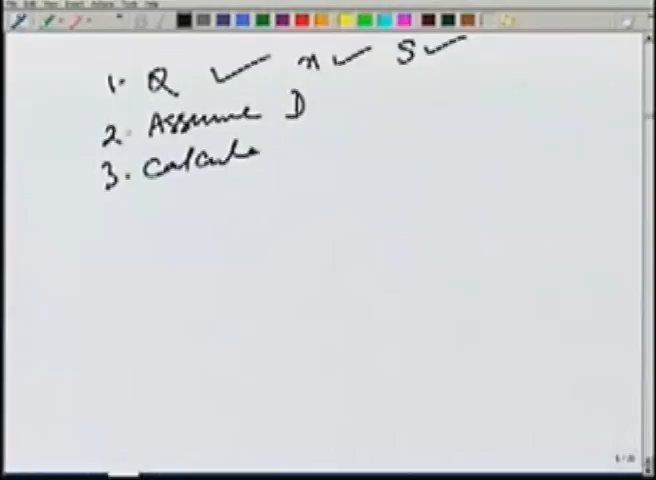 1. Q ✓ n ✓ S ✓
2. Assume D
3. Calcula